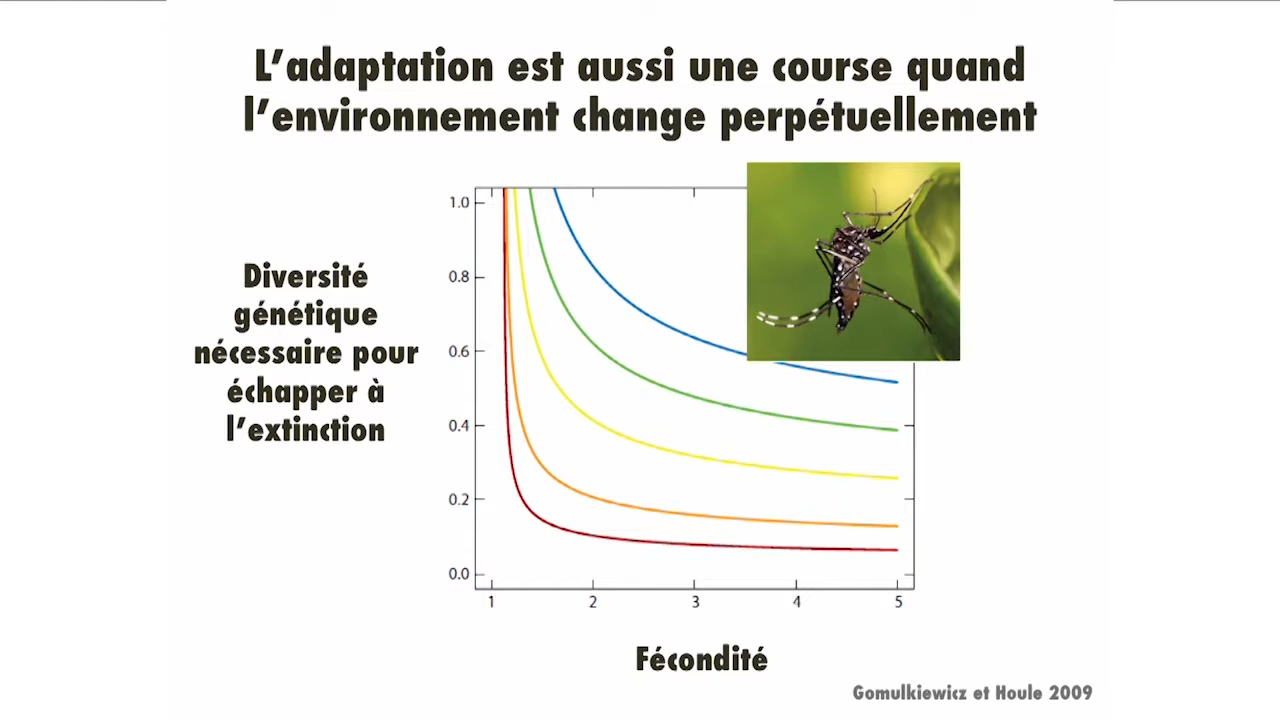 L’adaptation est aussi une course quand
l’environnement change perpétuellement
Diversité
génétique
nécessaire pour
échapper à
l’extinction
1.0
0.8
0.6
0.4
0.2
0.0
1 2 3 4 5
Fécondité
Gomulkiewicz et Houle 2009